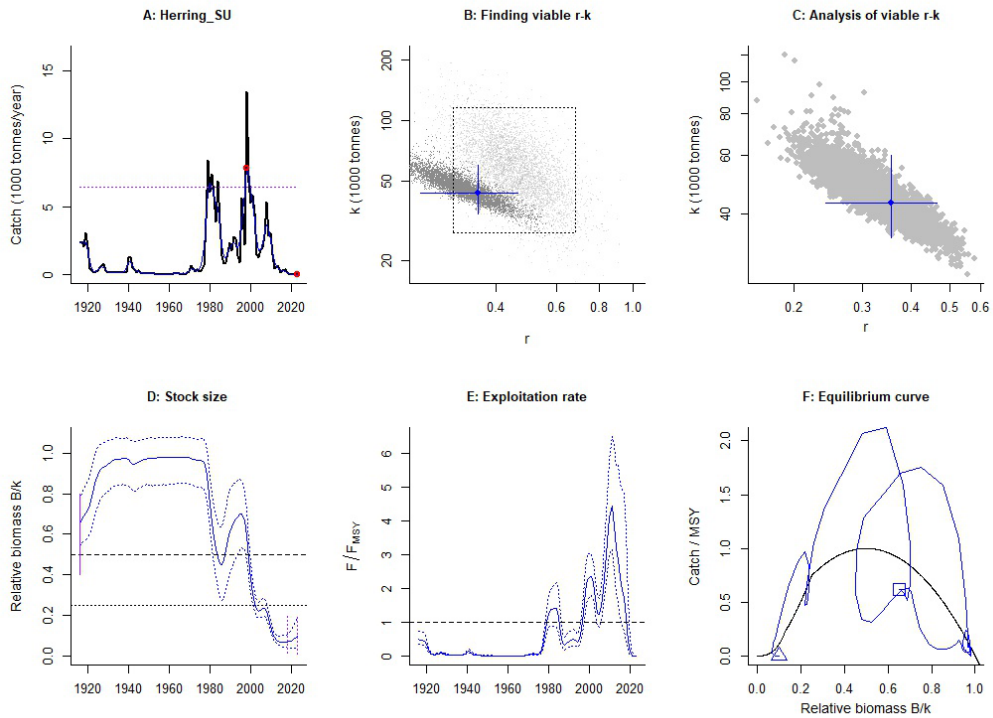 A: Herring_SU
B: Finding viable r-k
C: Analysis of viable r-k
Catch (1000 tonnes/year)
15
10
5
0
1920 1940 1960 1980 2000 2020
k (1000 tonnes)
200
100
50
20
0.4 0.6 0.8 1.0
r
k (1000 tonnes)
100
60
40
0.2 0.3 0.4 0.5 0.6
r
D: Stock size
E: Exploitation rate
F: Equilibrium curve
Relative biomass B/k
1.0
0.8
0.6
0.4
0.2
0.0
1920 1940 1960 1980 2000 2020
F / FMSY
6
5
4
3
2
1
0
1920 1940 1960 1980 2000 2020
Catch / MSY
2.0
1.5
1.0
0.5
0.0
0.0 0.2 0.4 0.6 0.8 1.0
Relative biomass B/k